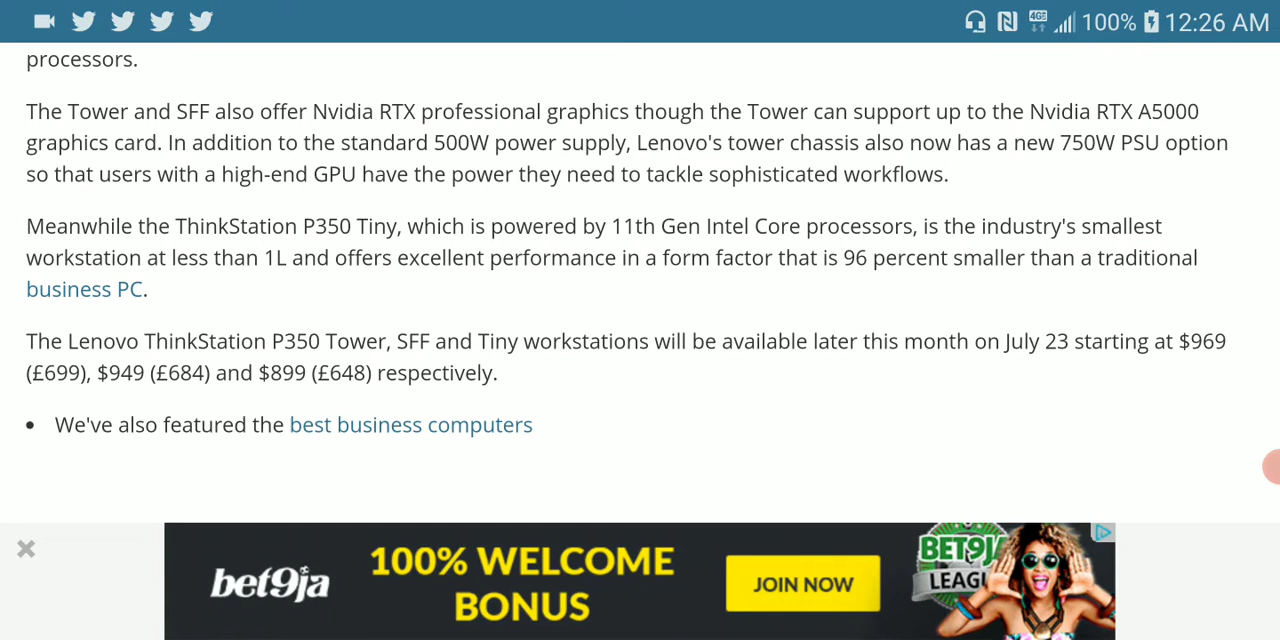 100% 12:26 AM
processors.
The Tower and SFF also offer Nvidia RTX professional graphics though the Tower can support up to the Nvidia RTX A5000
graphics card. In addition to the standard 500W power supply, Lenovo's tower chassis also now has a new 750W PSU option
so that users with a high-end GPU have the power they need to tackle sophisticated workflows.
Meanwhile the ThinkStation P350 Tiny, which is powered by 11th Gen Intel Core processors, is the industry's smallest
workstation at less than 1L and offers excellent performance in a form factor that is 96 percent smaller than a traditional
business PC.
The Lenovo ThinkStation P350 Tower, SFF and Tiny workstations will be available later this month on July 23 starting at $969
(£699), $949 (£684) and $899 (£648) respectively.
• We've also featured the best business computers
bet9ja
100% WELCOME
BONUS
JOIN NOW
BET9JA